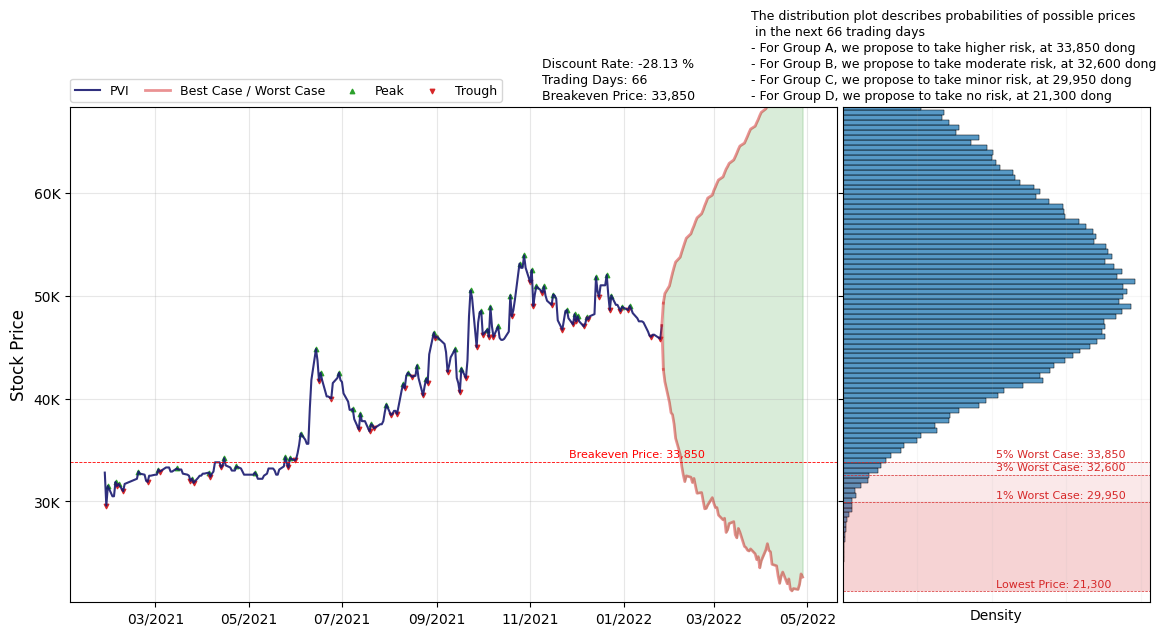 The distribution plot describes probabilities of possible prices
in the next 66 trading days
- For Group A, we propose to take higher risk, at 33,850 dong
- For Group B, we propose to take moderate risk, at 32,600 dong
- For Group C, we propose to take minor risk, at 29,950 dong
- For Group D, we propose to take no risk, at 21,300 dong
Discount Rate: -28.13 %
Trading Days: 66
Breakeven Price: 33,850
PVI
Best Case / Worst Case
Peak
Trough
Stock Price
60K
50K
40K
30K
Breakeven Price: 33,850
5% Worst Case: 33,850
3% Worst Case: 32,600
1% Worst Case: 29,950
Lowest Price: 21,300
03/2021
05/2021
07/2021
09/2021
11/2021
01/2022
03/2022
05/2022
Density